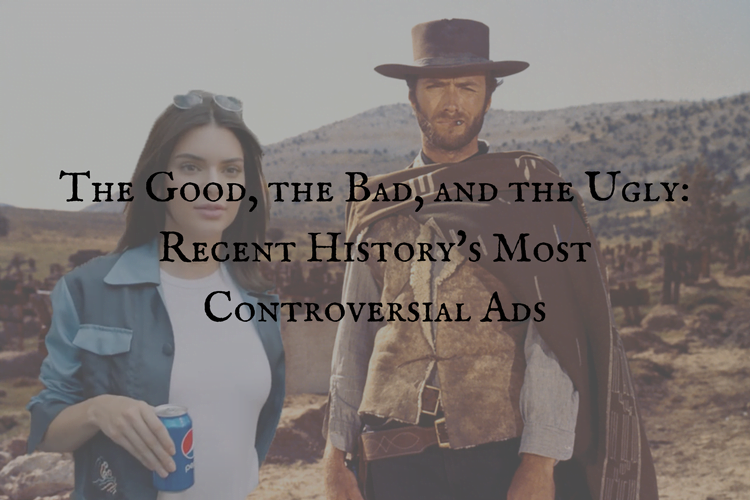 The Good, the Bad, and the Ugly:
Recent History's Most
Controversial Ads